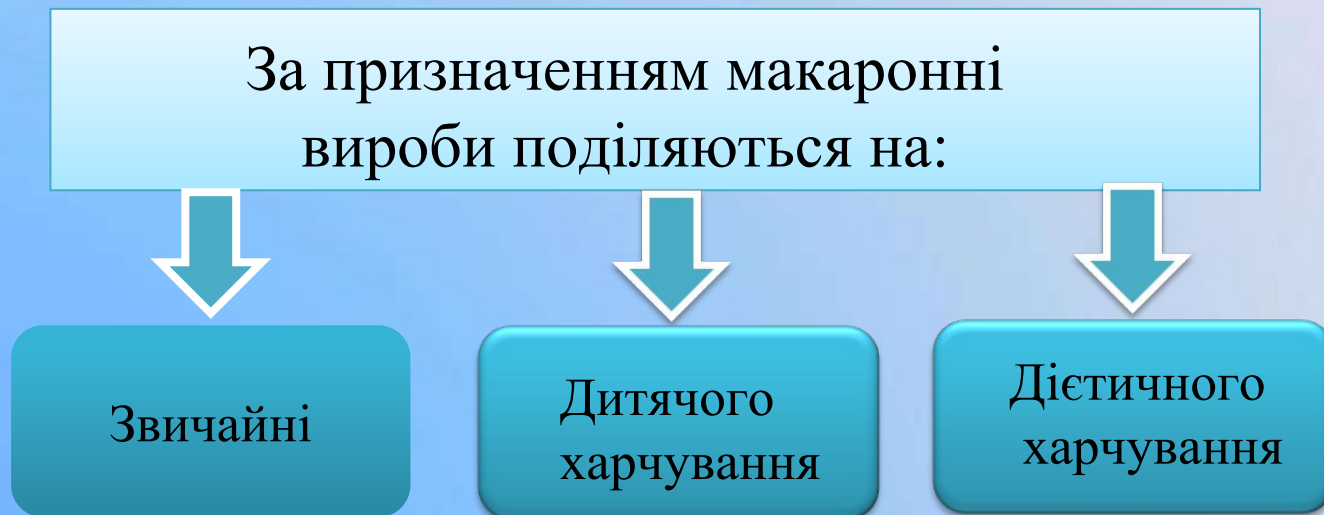 За призначенням макаронні
вироби поділяються на:
Звичайні
Дитячого
харчування
Дієтичного
харчування